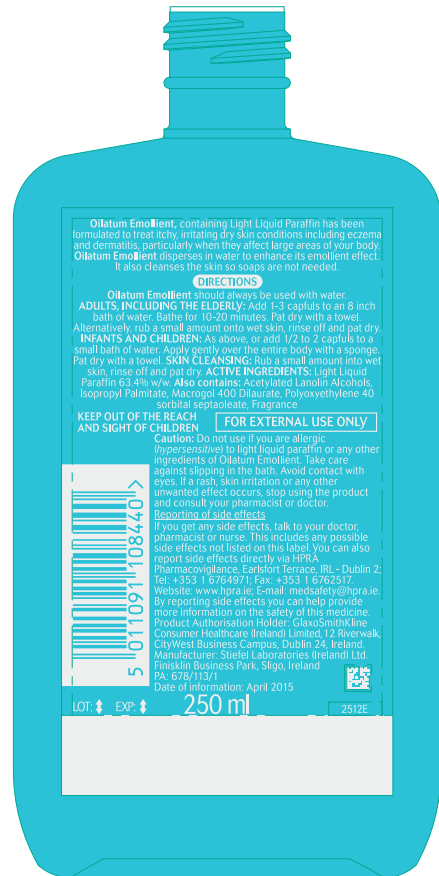 Oilatum Emollient, containing Light Liquid Paraffin has been
formulated to treat itchy, irritating dry skin conditions including eczema
and dermatitis, particularly when they affect large areas of your body.
Oilatum Emollient disperses in water to enhance its emollient effect.
It also cleanses the skin so soaps are not needed.
DIRECTIONS
Oilatum Emollient should always be used with water.
ADULTS, INCLUDING THE ELDERLY: Add 1-3 capfuls to an 8 inch
bath of water. Bathe for 10-20 minutes. Pat dry with a towel.
Alternatively, rub a small amount onto wet skin, rinse off and pat dry.
INFANTS AND CHILDREN: As above, or add 1/2 to 2 capfuls to a
small bath of water. Apply gently over the entire body with a sponge.
Pat dry with a towel. SKIN CLEANSING: Rub a small amount into wet
skin, rinse off and pat dry. ACTIVE INGREDIENTS: Light Liquid
Paraffin 63.4% w/w. Also contains: Acetylated Lanolin Alcohols,
Isopropyl Palmitate, Macrogol 400 Dilaurate, Polyoxyethylene 40
sorbital septaoleate, Fragrance
KEEP OUT OF THE REACH
AND SIGHT OF CHILDREN
FOR EXTERNAL USE ONLY
Caution: Do not use if you are allergic
(hypersensitive) to light liquid paraffin or any other
ingredients of Oilatum Emollient. Take care
against slipping in the bath. Avoid contact with
eyes. If a rash, skin irritation or any other
unwanted effect occurs, stop using the product
and consult your pharmacist or doctor.
Reporting of side effects
If you get any side effects, talk to your doctor,
pharmacist or nurse. This includes any possible
side effects not listed on this label. You can also
report side effects directly via HPRA
Pharmacovigilance, Earlsfort Terrace, IRL - Dublin 2;
Tel: +353 1 6764971; Fax: +353 1 6762517.
Website: www.hpra.ie; E-mail: medsafety@hpra.ie.
By reporting side effects you can help provide
more information on the safety of this medicine.
Product Authorisation Holder: GlaxoSmithKline
Consumer Healthcare (Ireland) Limited, 12 Riverwalk,
CityWest Business Campus, Dublin 24, Ireland.
Manufacturer: Stiefel Laboratories (Ireland) Ltd.
Finisklin Business Park, Sligo, Ireland
PA: 678/113/1
Date of information: April 2015
5 011091 108440 >
LOT: EXP:
250 ml
2512E